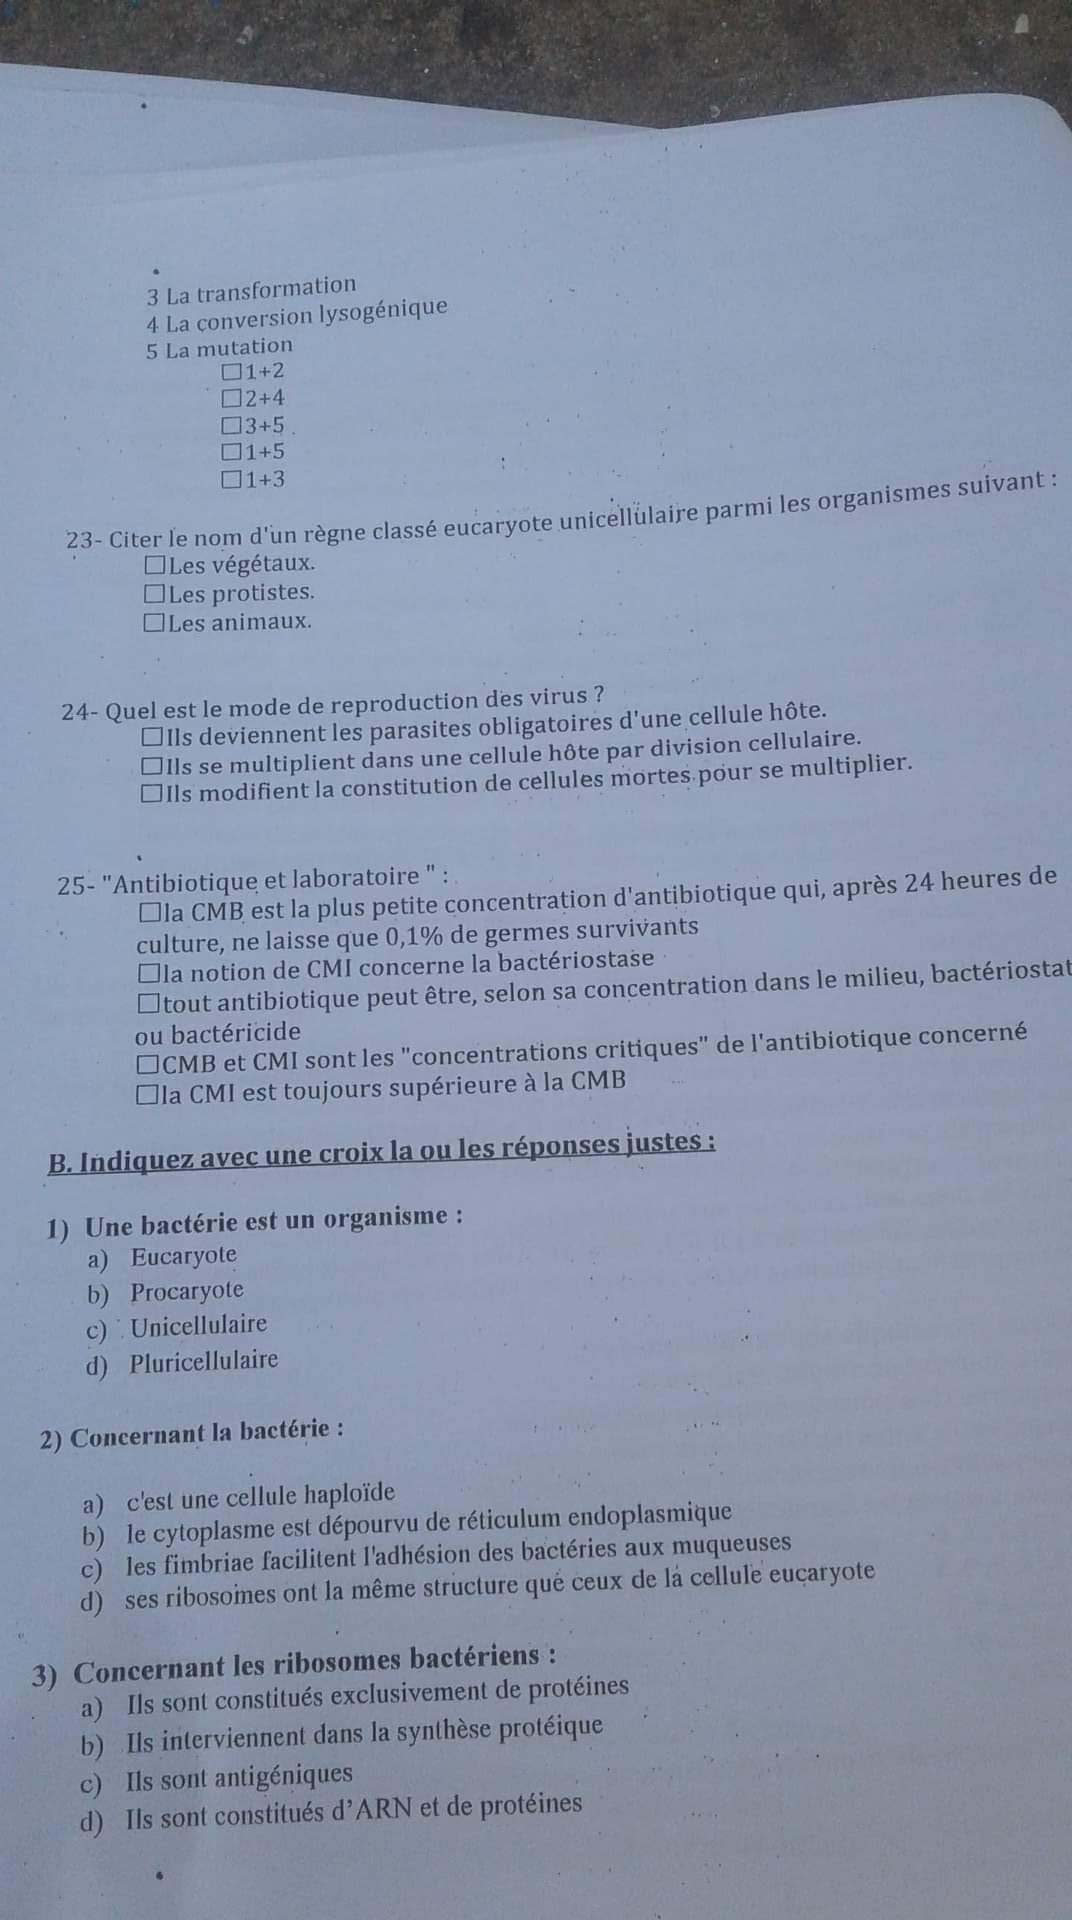 3 La transformation
4 La conversion lysogénique
5 La mutation
□1+2
□2+4
□3+5
□1+5
□1+3
23- Citer le nom d'un règne classé eucaryote unicellulaire parmi les organismes suivant :
□Les végétaux.
□Les protistes.
□Les animaux.
24- Quel est le mode de reproduction des virus ?
□Ils deviennent les parasites obligatoires d'une cellule hôte.
□Ils se multiplient dans une cellule hôte par division cellulaire.
□Ils modifient la constitution de cellules mortes pour se multiplier.
25- "Antibiotique et laboratoire " :
□la CMB est la plus petite concentration d'antibiotique qui, après 24 heures de
culture, ne laisse que 0,1% de germes survivants
□la notion de CMI concerne la bactériostase
□tout antibiotique peut être, selon sa concentration dans le milieu, bactériostat
ou bactéricide
□CMB et CMI sont les "concentrations critiques" de l'antibiotique concerné
□la CMI est toujours supérieure à la CMB
B. Indiquez avec une croix la ou les réponses justes :
1) Une bactérie est un organisme :
a) Eucaryote
b) Procaryote
c) Unicellulaire
d) Pluricellulaire
2) Concernant la bactérie :
a) c'est une cellule haploïde
b) le cytoplasme est dépourvu de réticulum endoplasmique
c) les fimbriae facilitent l'adhésion des bactéries aux muqueuses
d) ses ribosomes ont la même structure que ceux de la cellule eucaryote
3) Concernant les ribosomes bactériens :
a) Ils sont constitués exclusivement de protéines
b) Ils interviennent dans la synthèse protéique
c) Ils sont antigéniques
d) Ils sont constitués d'ARN et de protéines